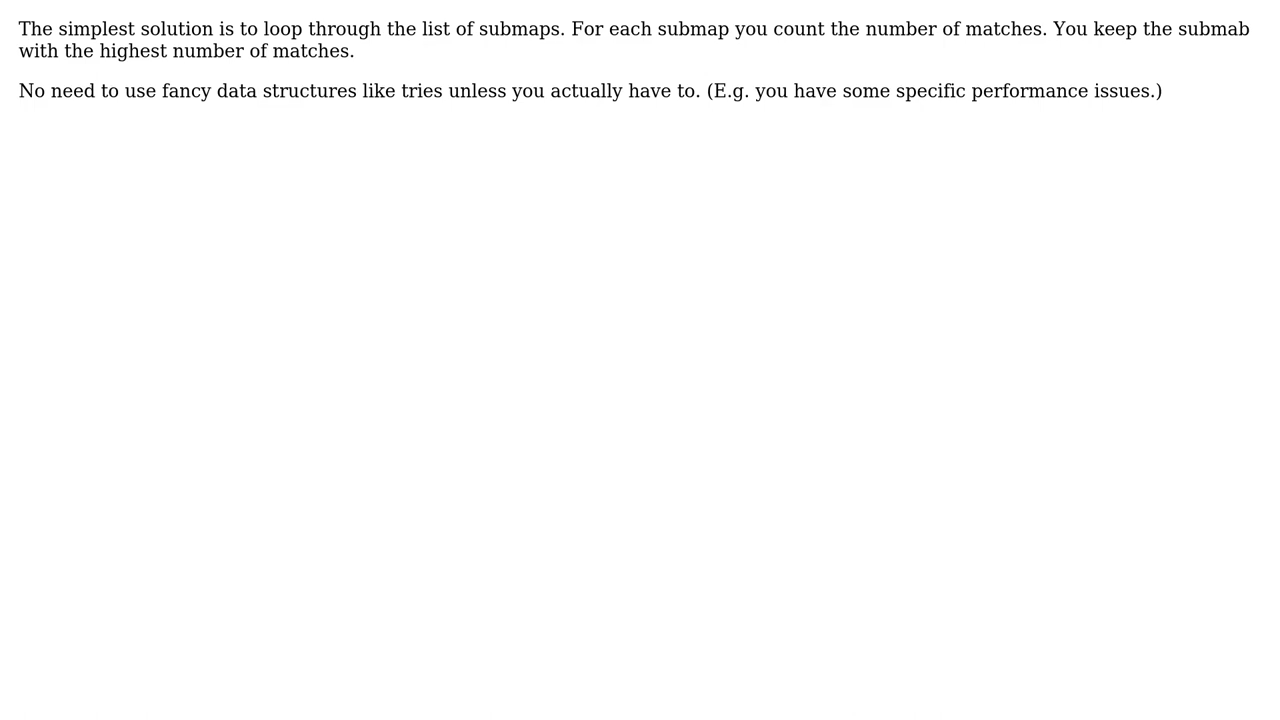 The simplest solution is to loop through the list of submaps. For each submap you count the number of matches. You keep the submab
with the highest number of matches.
No need to use fancy data structures like tries unless you actually have to. (E.g. you have some specific performance issues.)